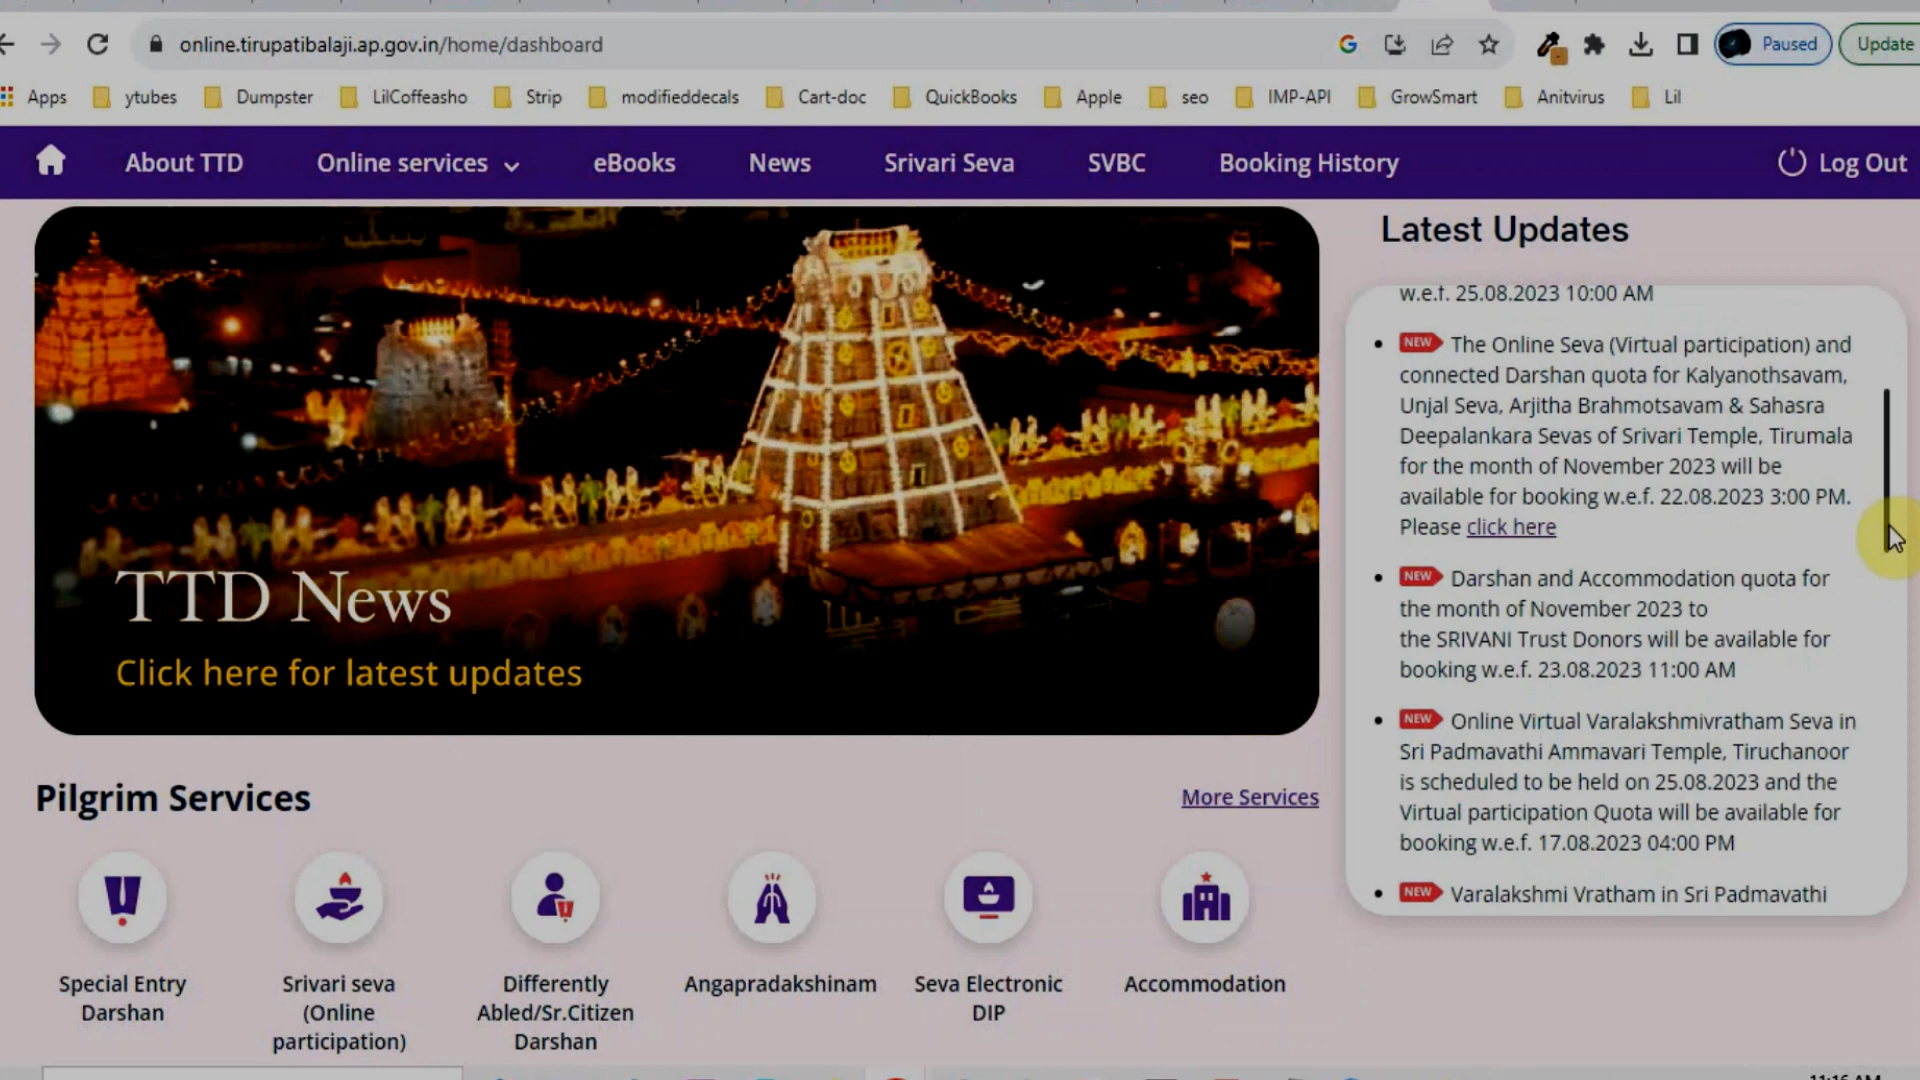 online.tirupatibalaji.ap.gov.in/home/dashboard
Paused
Update
Apps
ytubes
Dumpster
LilCoffeasho
Strip
modifieddecals
Cart-doc
QuickBooks
Apple
seo
IMP-API
GrowSmart
Anitvirus
Lil
About TTD
Online services
eBooks
News
Srivari Seva
SVBC
Booking History
Log Out
TTD News
Click here for latest updates
Latest Updates
w.e.f. 25.08.2023 10:00 AM
NEW The Online Seva (Virtual participation) and
connected Darshan quota for Kalyanothsavam,
Unjal Seva, Arjitha Brahmotsavam & Sahasra
Deepalankara Sevas of Srivari Temple, Tirumala
for the month of November 2023 will be
available for booking w.e.f. 22.08.2023 3:00 PM.
Please click here
NEW Darshan and Accommodation quota for
the month of November 2023 to
the SRIVANI Trust Donors will be available for
booking w.e.f. 23.08.2023 11:00 AM
NEW Online Virtual Varalakshmivratham Seva in
Sri Padmavathi Ammavari Temple, Tiruchanoor
is scheduled to be held on 25.08.2023 and the
Virtual participation Quota will be available for
booking w.e.f. 17.08.2023 04:00 PM
NEW Varalakshmi Vratham in Sri Padmavathi
Pilgrim Services
More Services
Special Entry
Darshan
Srivari seva
(Online
participation)
Differently
Abled/Sr.Citizen
Darshan
Angapradakshinam
Seva Electronic
DIP
Accommodation